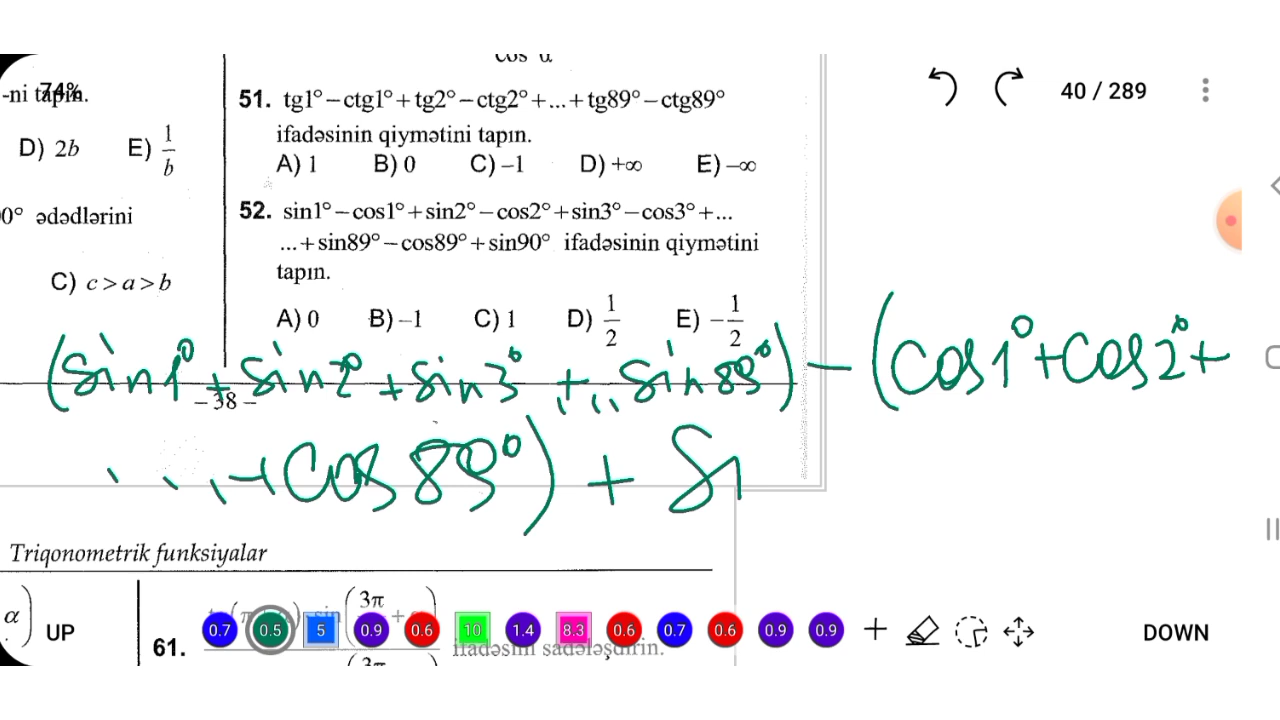 cos α
-ni tapın.
74%
D) 2b E) 1/b
0° ədədlərini
C) c > a > b
51. tg1° − ctg1° + tg2° − ctg2° + ... + tg89° − ctg89°
ifadəsinin qiymətini tapın.
A) 1 B) 0 C) −1 D) +∞ E) −∞
52. sin1° − cos1° + sin2° − cos2° + sin3° − cos3° + ...
... + sin89° − cos89° + sin90° ifadəsinin qiymətini
tapın.
A) 0 B) −1 C) 1 D) 1/2 E) −1/2
40 / 289
(sin1° + sin2° + sin3° + ... sin89°) − (cos1° + cos2° +
– 38 –
... + cos89°) + si
Triqonometrik funksiyalar
α)
UP
61.
(3π/2 +
ifadəsini sadələşdirin.
0.7 0.5 5 0.9 0.6 10 1.4 8.3 0.6 0.7 0.6 0.9 0.9 +
DOWN